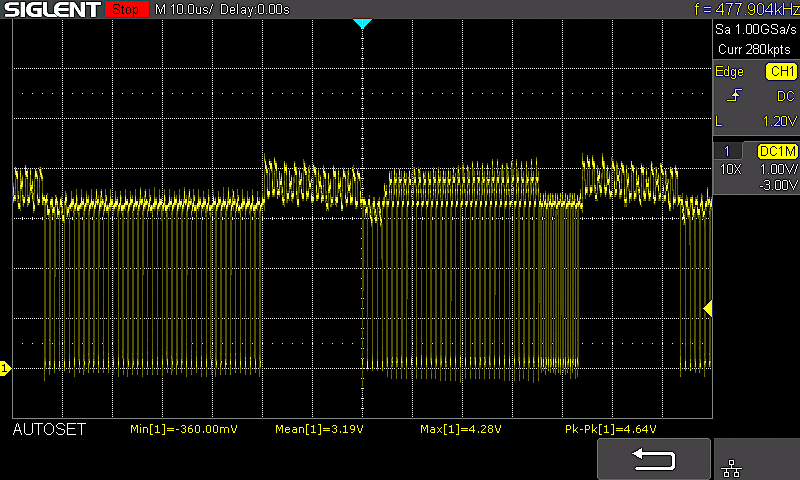 SIGLENT Stop M 10.0us/ Delay:0.00s f = 477.904kHz
Sa 1.00GSa/s
Curr 280kpts
Edge CH1
DC
L 1.20V
1 DC1M
10X 1.00V/
-3.00V
1
AUTOSET Min[1]=-360.00mV Mean[1]=3.19V Max[1]=4.28V Pk-Pk[1]=4.64V